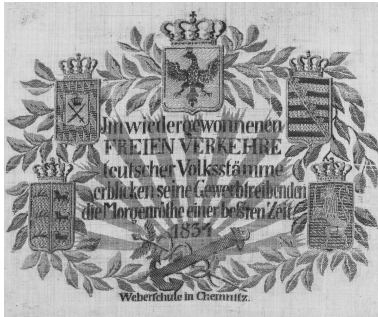 Im wiedergewonnenen
FREIEN VERKEHRE
teutscher Volksstämme
erblicken seine Gewerbtreibenden
die Morgenröthe einer beßren Zeit
1834
Weberschule in Chemnitz.